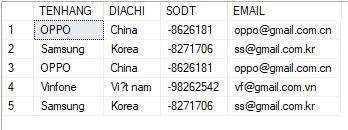 TENHANG DIACHI SODT EMAIL
1 OPPO China -8626181 oppo@gmail.com.cn
2 Samsung Korea -8271706 ss@gmail.com.kr
3 OPPO China -8626181 oppo@gmail.com.cn
4 Vinfone Vi?t nam -98262542 vf@gmail.com.vn
5 Samsung Korea -8271706 ss@gmail.com.kr